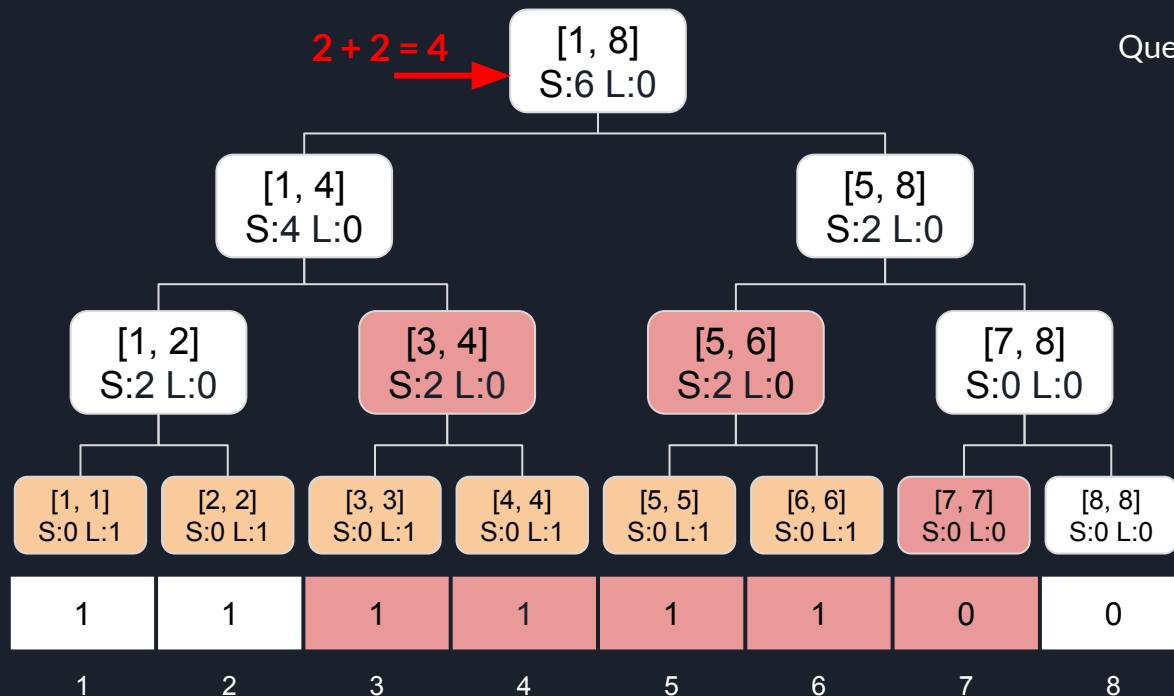 2 + 2 = 4
[1, 8]
S:6 L:0
Que
[1, 4]
S:4 L:0
[5, 8]
S:2 L:0
[1, 2]
S:2 L:0
[3, 4]
S:2 L:0
[5, 6]
S:2 L:0
[7, 8]
S:0 L:0
[1, 1]
S:0 L:1
[2, 2]
S:0 L:1
[3, 3]
S:0 L:1
[4, 4]
S:0 L:1
[5, 5]
S:0 L:1
[6, 6]
S:0 L:1
[7, 7]
S:0 L:0
[8, 8]
S:0 L:0
1 1 1 1 1 1 0 0
1 2 3 4 5 6 7 8